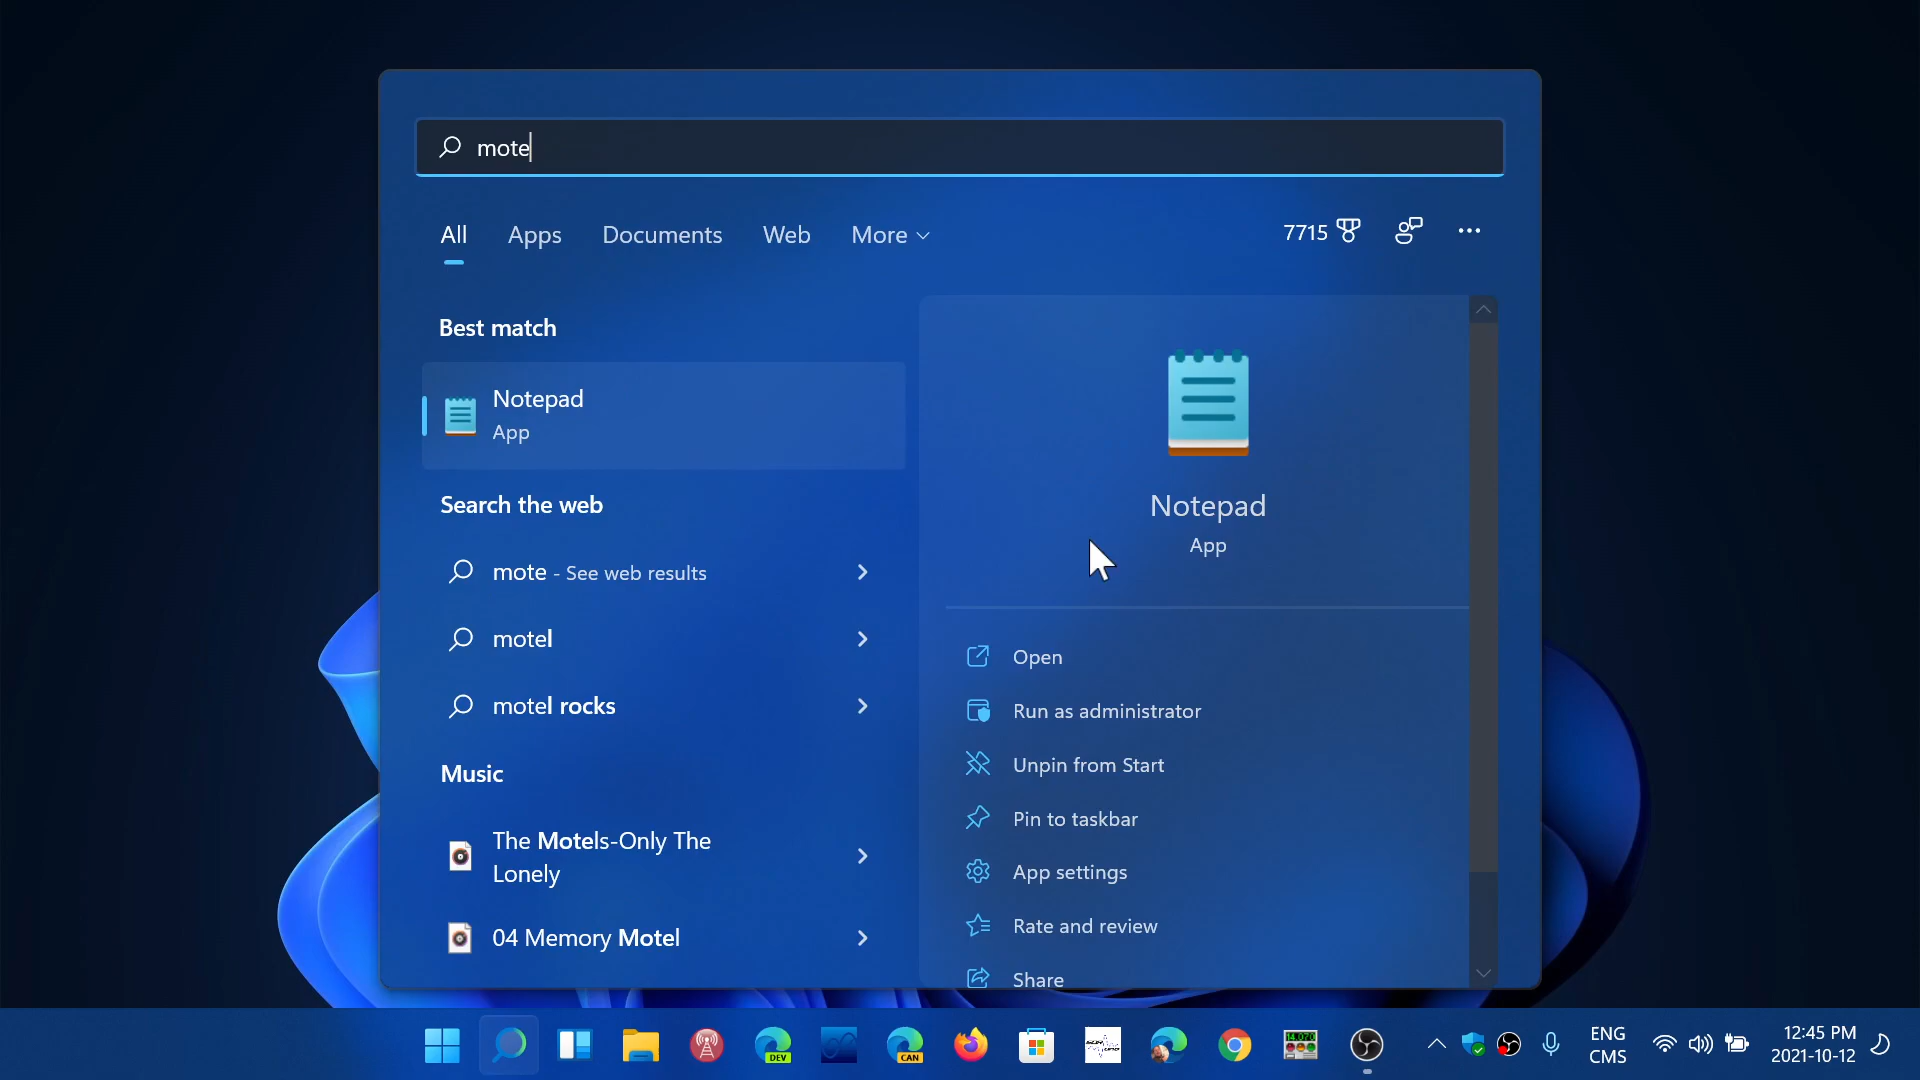 mote
All Apps Documents Web More 7715
Best match
Notepad
App
Search the web
mote - See web results
motel
motel rocks
Music
The Motels-Only The
Lonely
04 Memory Motel
Notepad
App
Open
Run as administrator
Unpin from Start
Pin to taskbar
App settings
Rate and review
Share
DEV
CAN
ENG
CMS
12:45 PM
2021-10-12